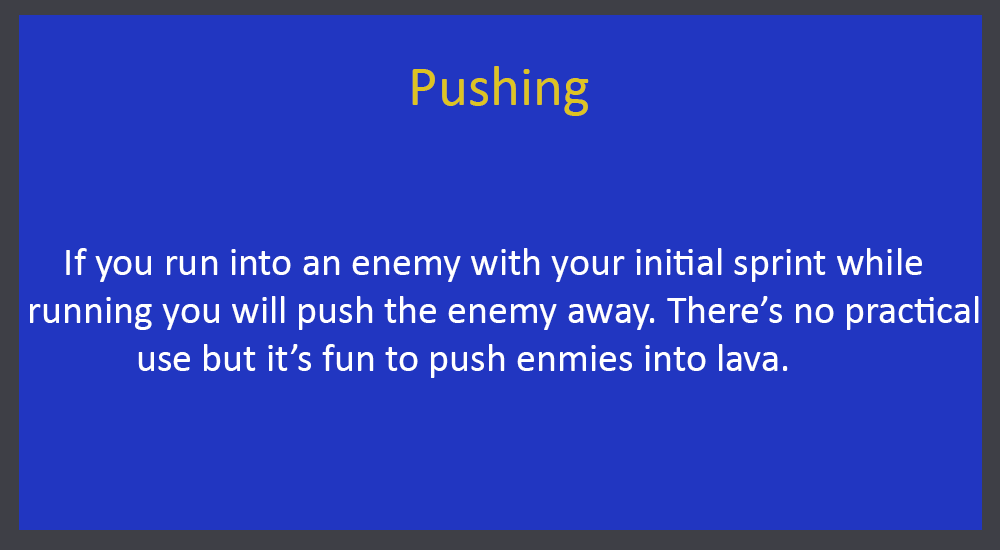 Pushing
If you run into an enemy with your initial sprint while
running you will push the enemy away. There’s no practical
use but it’s fun to push enmies into lava.